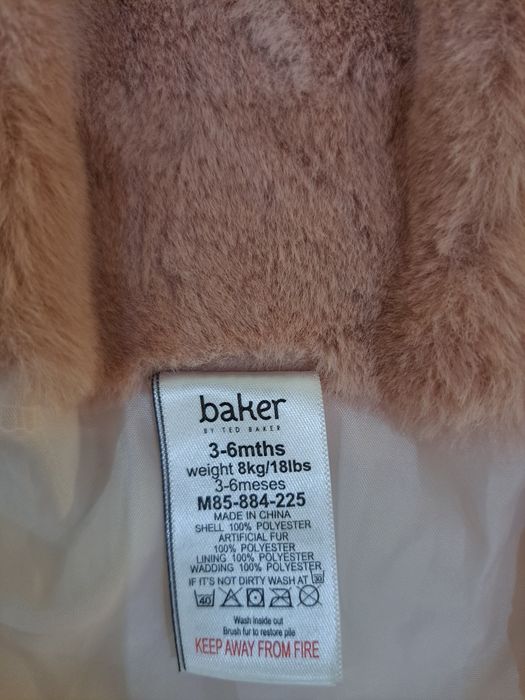 baker
BY TED BAKER
3-6mths
weight 8kg/18lbs
3-6meses
M85-884-225
MADE IN CHINA
SHELL 100% POLYESTER
ARTIFICIAL FUR
100% POLYESTER
LINING 100% POLYESTER
WADDING 100% POLYESTER
IF IT'S NOT DIRTY WASH AT 30
40
Wash inside out
Brush fur to restore pile
KEEP AWAY FROM FIRE